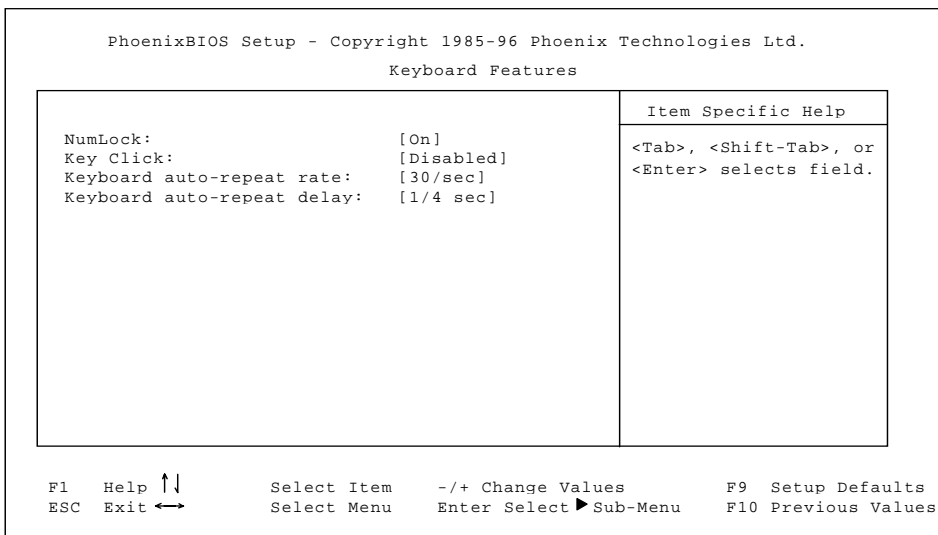 PhoenixBIOS Setup - Copyright 1985-96 Phoenix Technologies Ltd.
Keyboard Features
NumLock: [On]
Key Click: [Disabled]
Keyboard auto-repeat rate: [30/sec]
Keyboard auto-repeat delay: [1/4 sec]
Item Specific Help
<Tab>, <Shift-Tab>, or
<Enter> selects field.
F1 Help ↑↓ Select Item -/+ Change Values F9 Setup Defaults
ESC Exit ↔ Select Menu Enter Select ▶ Sub-Menu F10 Previous Values